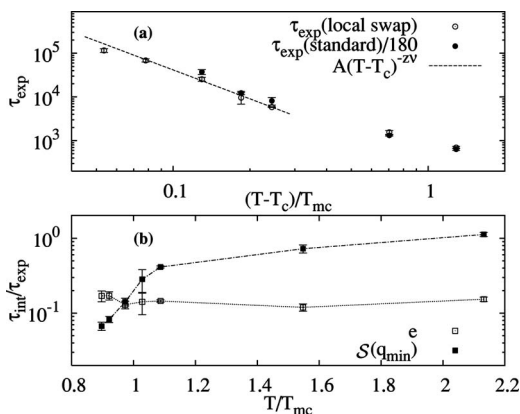 (a)
τ_exp(local swap)
τ_exp(standard)/180
A(T-T_c)^-zν
τ_exp
10^5
10^4
10^3
0.1
1
(T-T_c)/T_mc
(b)
τ_int/τ_exp
10^0
10^-1
e
S(q_min)
0.8
1
1.2
1.4
1.6
1.8
2
2.2
T/T_mc